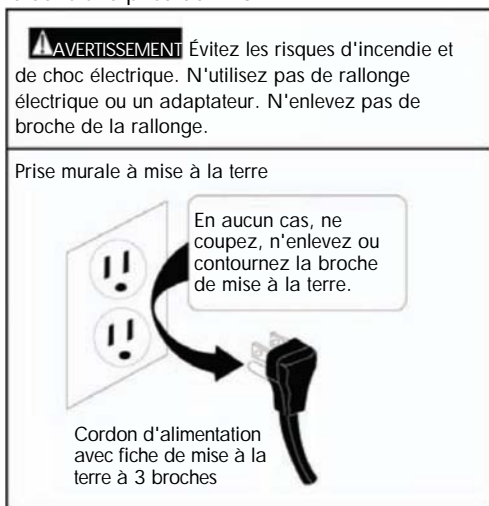 AVERTISSEMENT Évitez les risques d'incendie et
de choc électrique. N'utilisez pas de rallonge
électrique ou un adaptateur. N'enlevez pas de
broche de la rallonge.
Prise murale à mise à la terre
En aucun cas, ne
coupez, n'enlevez ou
contournez la broche
de mise à la terre.
Cordon d'alimentation
avec fiche de mise à la
terre à 3 broches